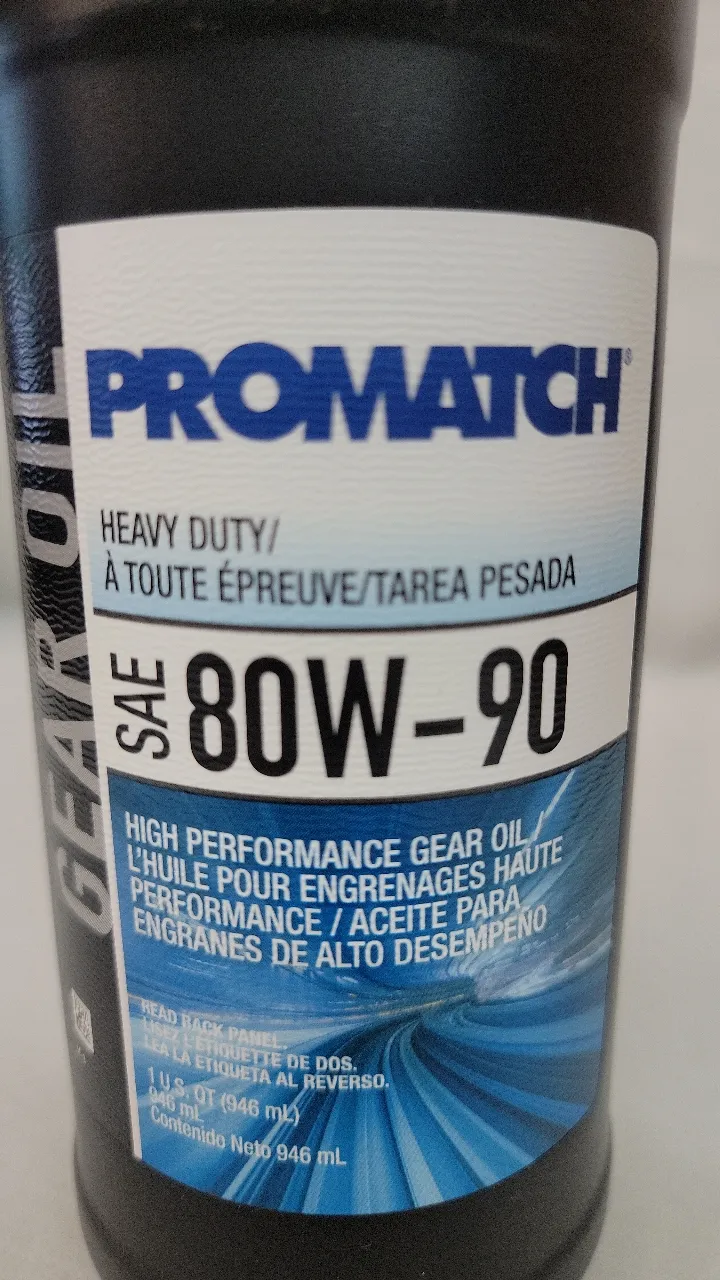 PROMATCH®
HEAVY DUTY/
À TOUTE ÉPREUVE/TAREA PESADA
SAE 80W-90
HIGH PERFORMANCE GEAR OIL /
L'HUILE POUR ENGRENAGES HAUTE
PERFORMANCE / ACEITE PARA
ENGRANES DE ALTO DESEMPEÑO
READ BACK PANEL.
LISEZ L'ÉTIQUETTE DE DOS.
LEA LA ETIQUETA AL REVERSO.
1 U.S. QT (946 mL)
946 mL
Contenido Neto 946 mL
GEAR OIL